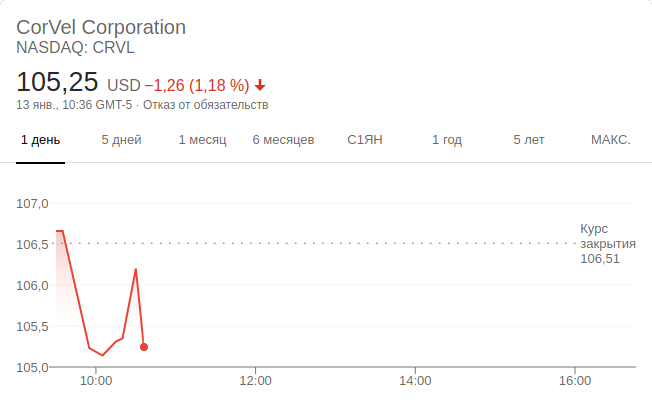 CorVel Corporation
NASDAQ: CRVL
105,25 USD −1,26 (1,18 %)
13 янв., 10:36 GMT-5 · Отказ от обязательств
1 день 5 дней 1 месяц 6 месяцев С1ЯН 1 год 5 лет МАКС.
107,0
106,5
106,0
105,5
105,0
Курс
закрытия
106,51
10:00 12:00 14:00 16:00